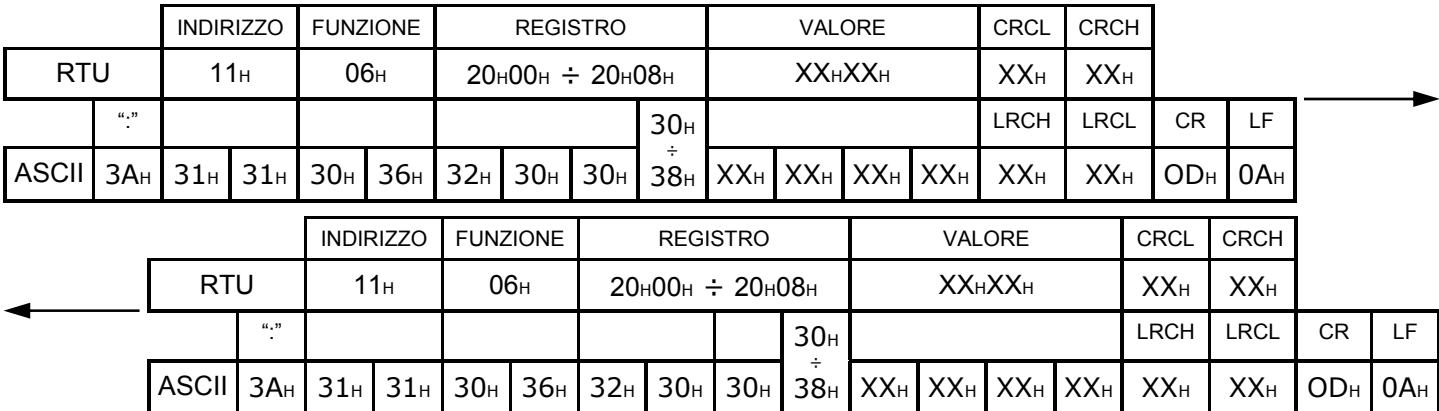 INDIRIZZO FUNZIONE REGISTRO VALORE CRCL CRCH
RTU 11H 06H 20H00H ÷ 20H08H XXHXXH XXH XXH
“:” 30H ÷ 38H LRCH LRCL CR LF
ASCII 3AH 31H 31H 30H 36H 32H 30H 30H XXH XXH XXH XXH XXH XXH ODH 0AH
INDIRIZZO FUNZIONE REGISTRO VALORE CRCL CRCH
RTU 11H 06H 20H00H ÷ 20H08H XXHXXH XXH XXH
“:” 30H ÷ 38H LRCH LRCL CR LF
ASCII 3AH 31H 31H 30H 36H 32H 30H 30H XXH XXH XXH XXH XXH XXH ODH 0AH